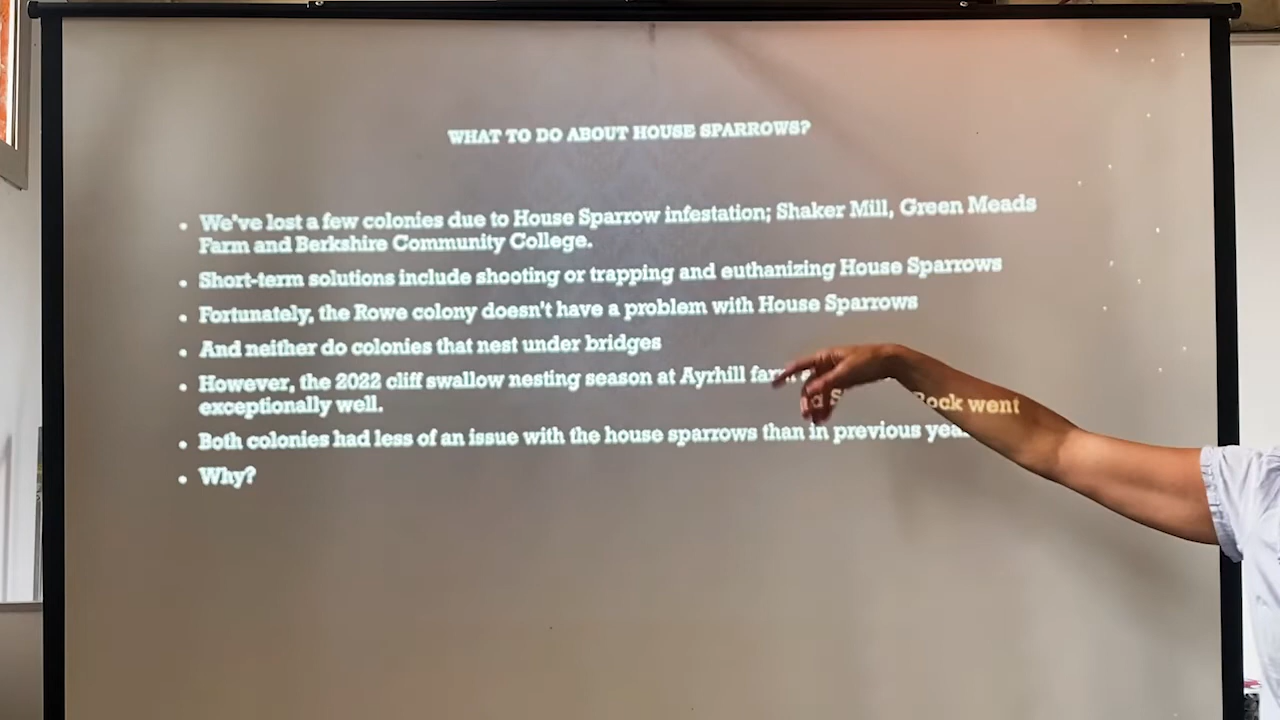 WHAT TO DO ABOUT HOUSE SPARROWS?
• We've lost a few colonies due to House Sparrow infestation; Shaker Mill, Green Meads
Farm and Berkshire Community College.
• Short-term solutions include shooting or trapping and euthanizing House Sparrows
• Fortunately, the Rowe colony doesn't have a problem with House Sparrows
• And neither do colonies that nest under bridges
• However, the 2022 cliff swallow nesting season at Ayrhill Rock went
exceptionally well.
• Both colonies had less of an issue with the house sparrows than in previous
• Why?